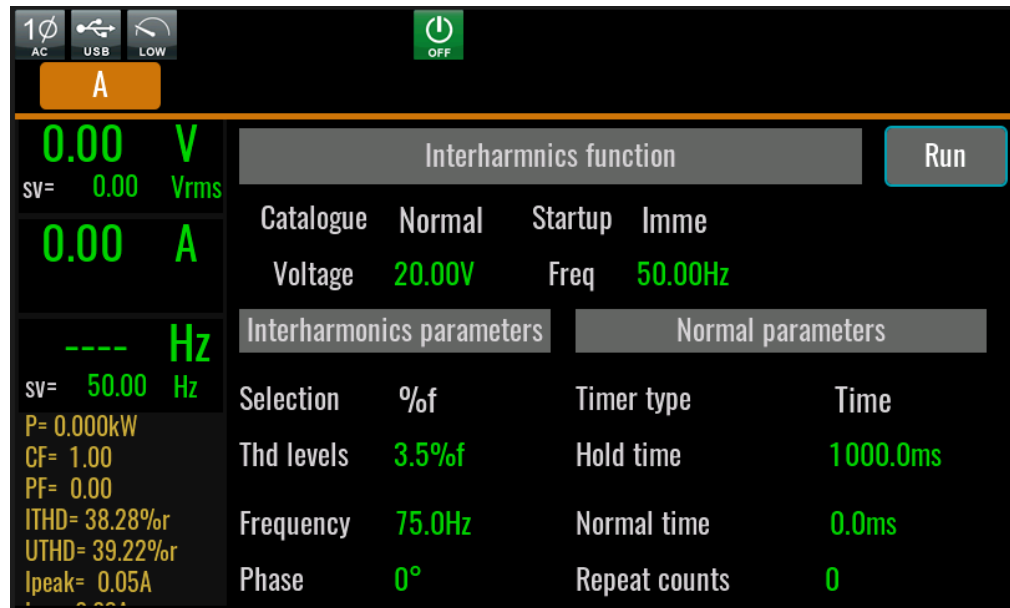 1Ø AC USB LOW OFF
A
0.00 V
sv= 0.00 Vrms
0.00 A
---- Hz
sv= 50.00 Hz
P= 0.000kW
CF= 1.00
PF= 0.00
ITHD= 38.28%r
UTHD= 39.22%r
Ipeak= 0.05A
Interharmnics function Run
Catalogue Normal Startup Imme
Voltage 20.00V Freq 50.00Hz
Interharmonics parameters Normal parameters
Selection %f Timer type Time
Thd levels 3.5%f Hold time 1000.0ms
Frequency 75.0Hz Normal time 0.0ms
Phase 0° Repeat counts 0